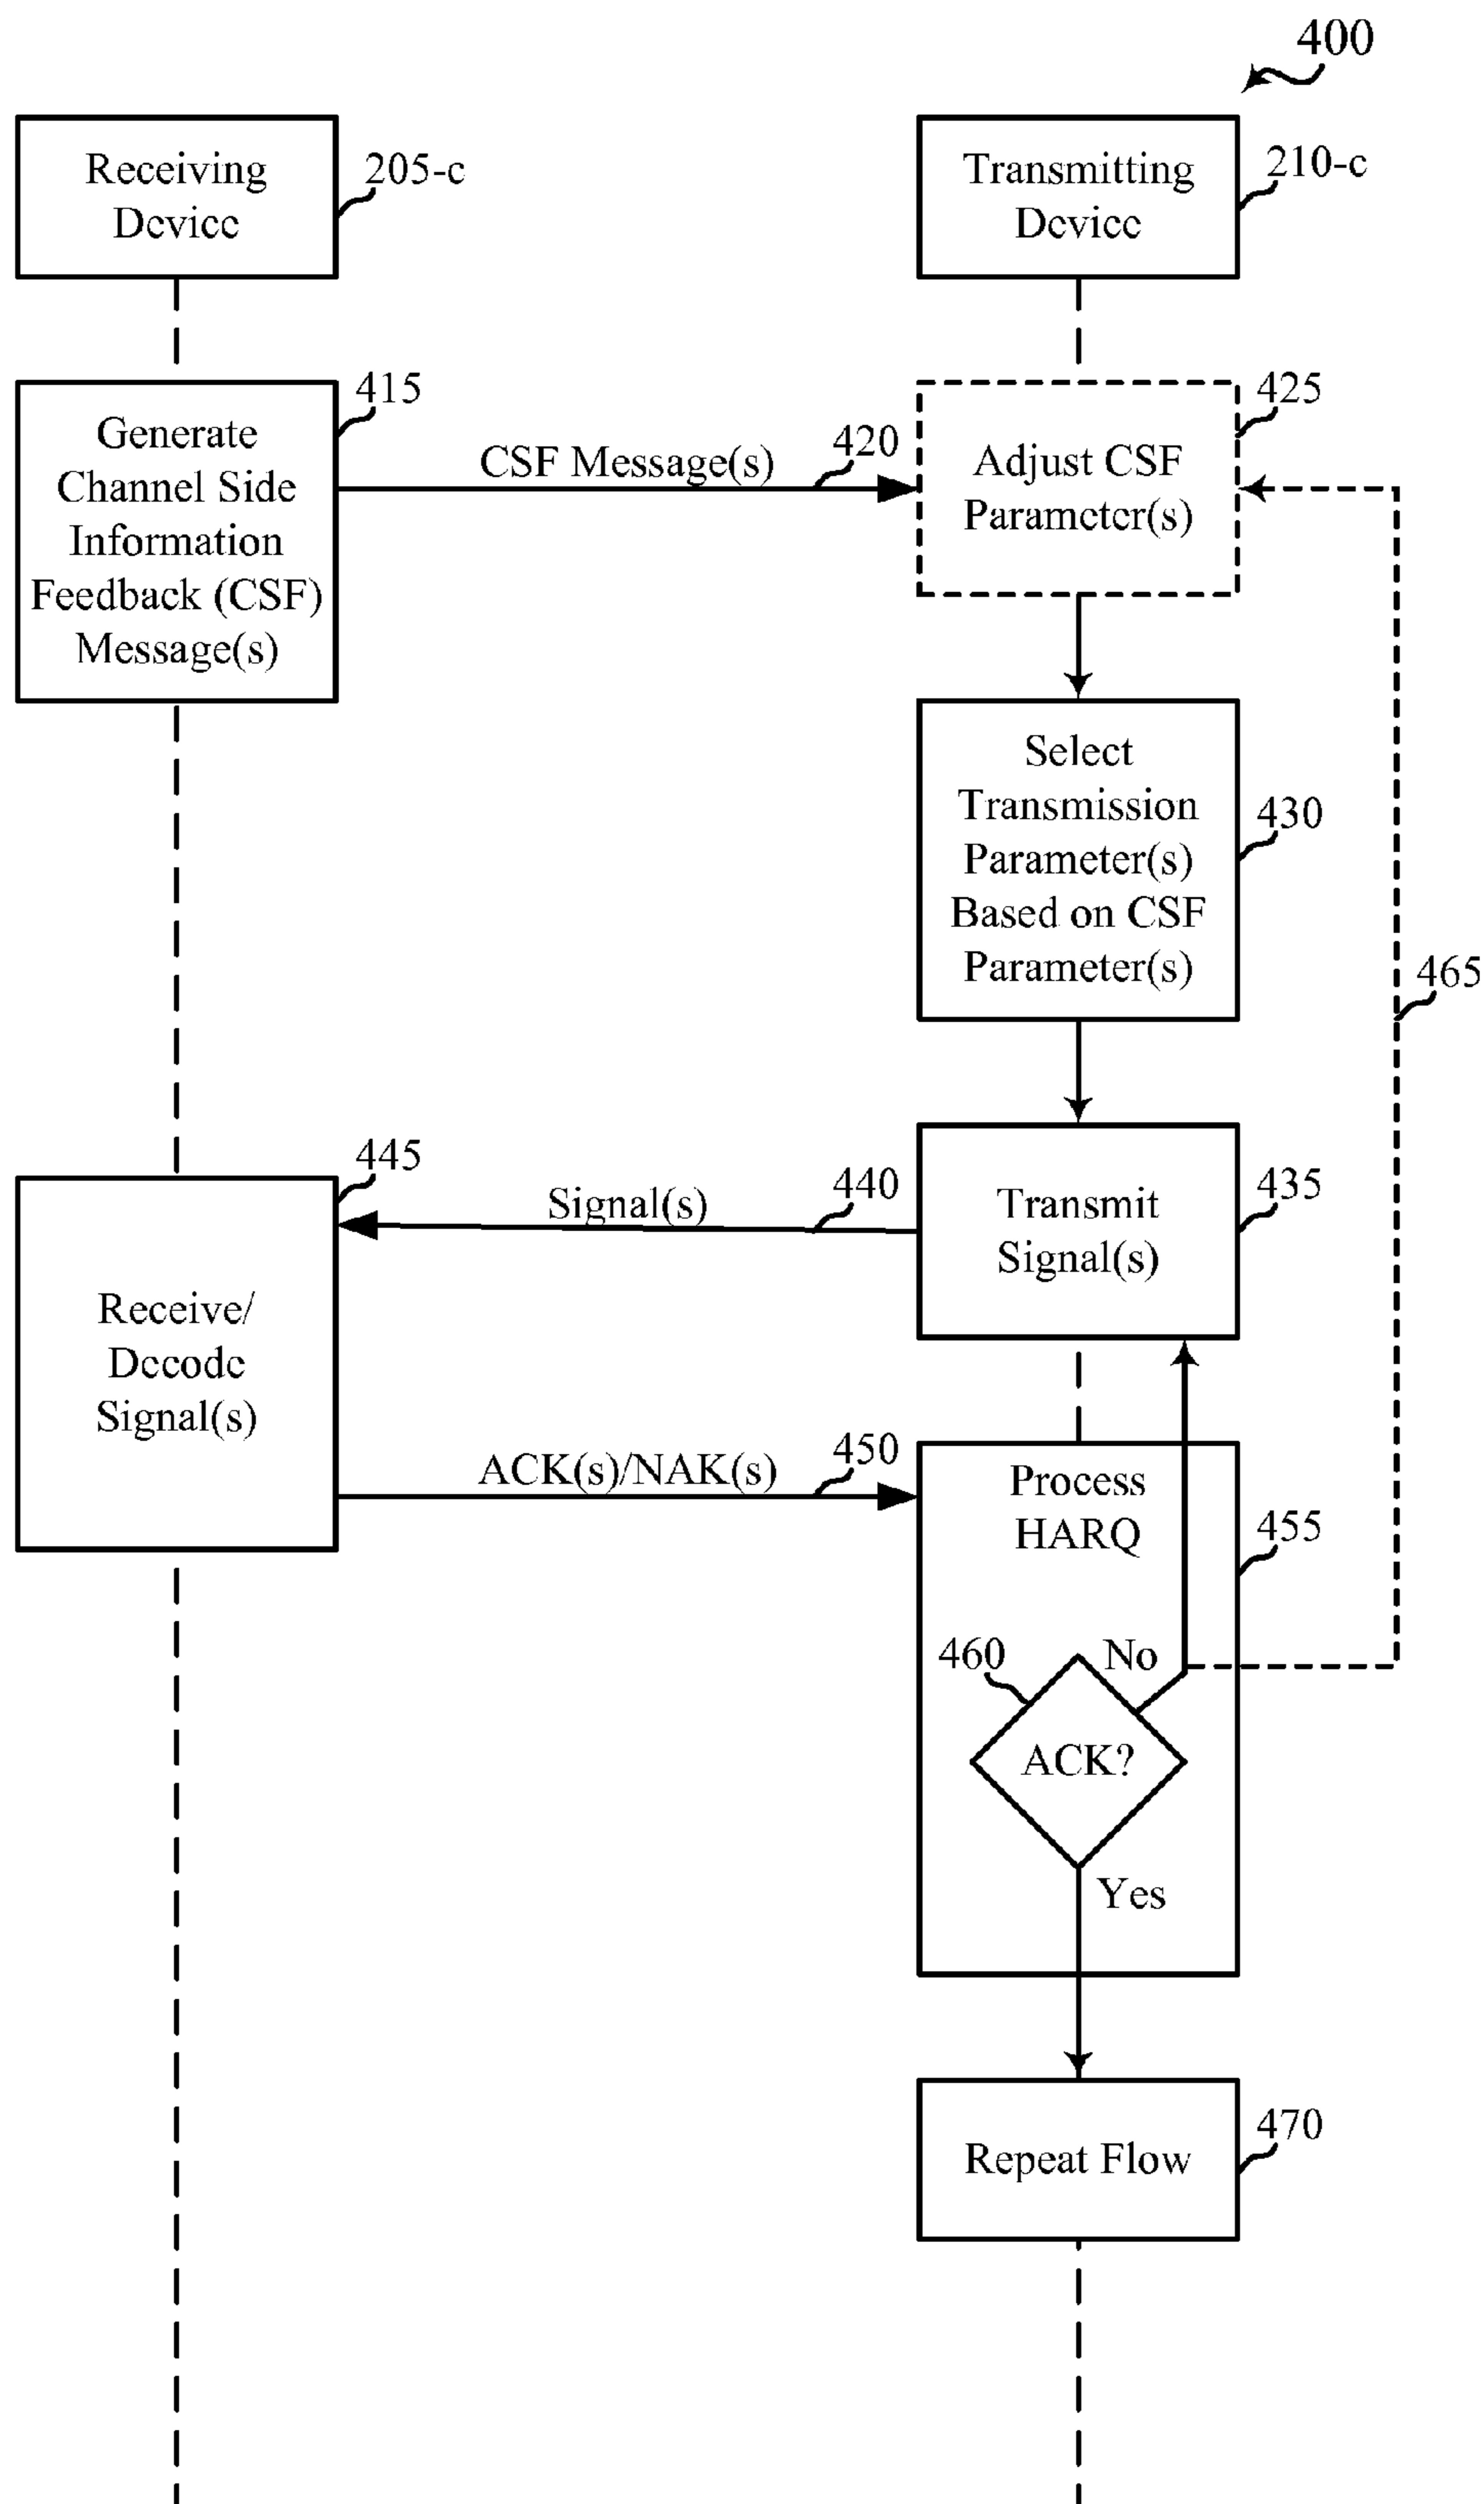 400
Receiving
Device
205-c
Transmitting
Device
210-c
Generate
Channel Side
Information
Feedback (CSF)
Message(s)
415
CSF Message(s)
420
Adjust CSF
Parameter(s)
425
Select
Transmission
Parameter(s)
Based on CSF
Parameter(s)
430
465
Transmit
Signal(s)
435
Signal(s)
440
445
Receive/
Decode
Signal(s)
ACK(s)/NAK(s)
450
Process
HARQ
455
460
No
ACK?
Yes
Repeat Flow
470